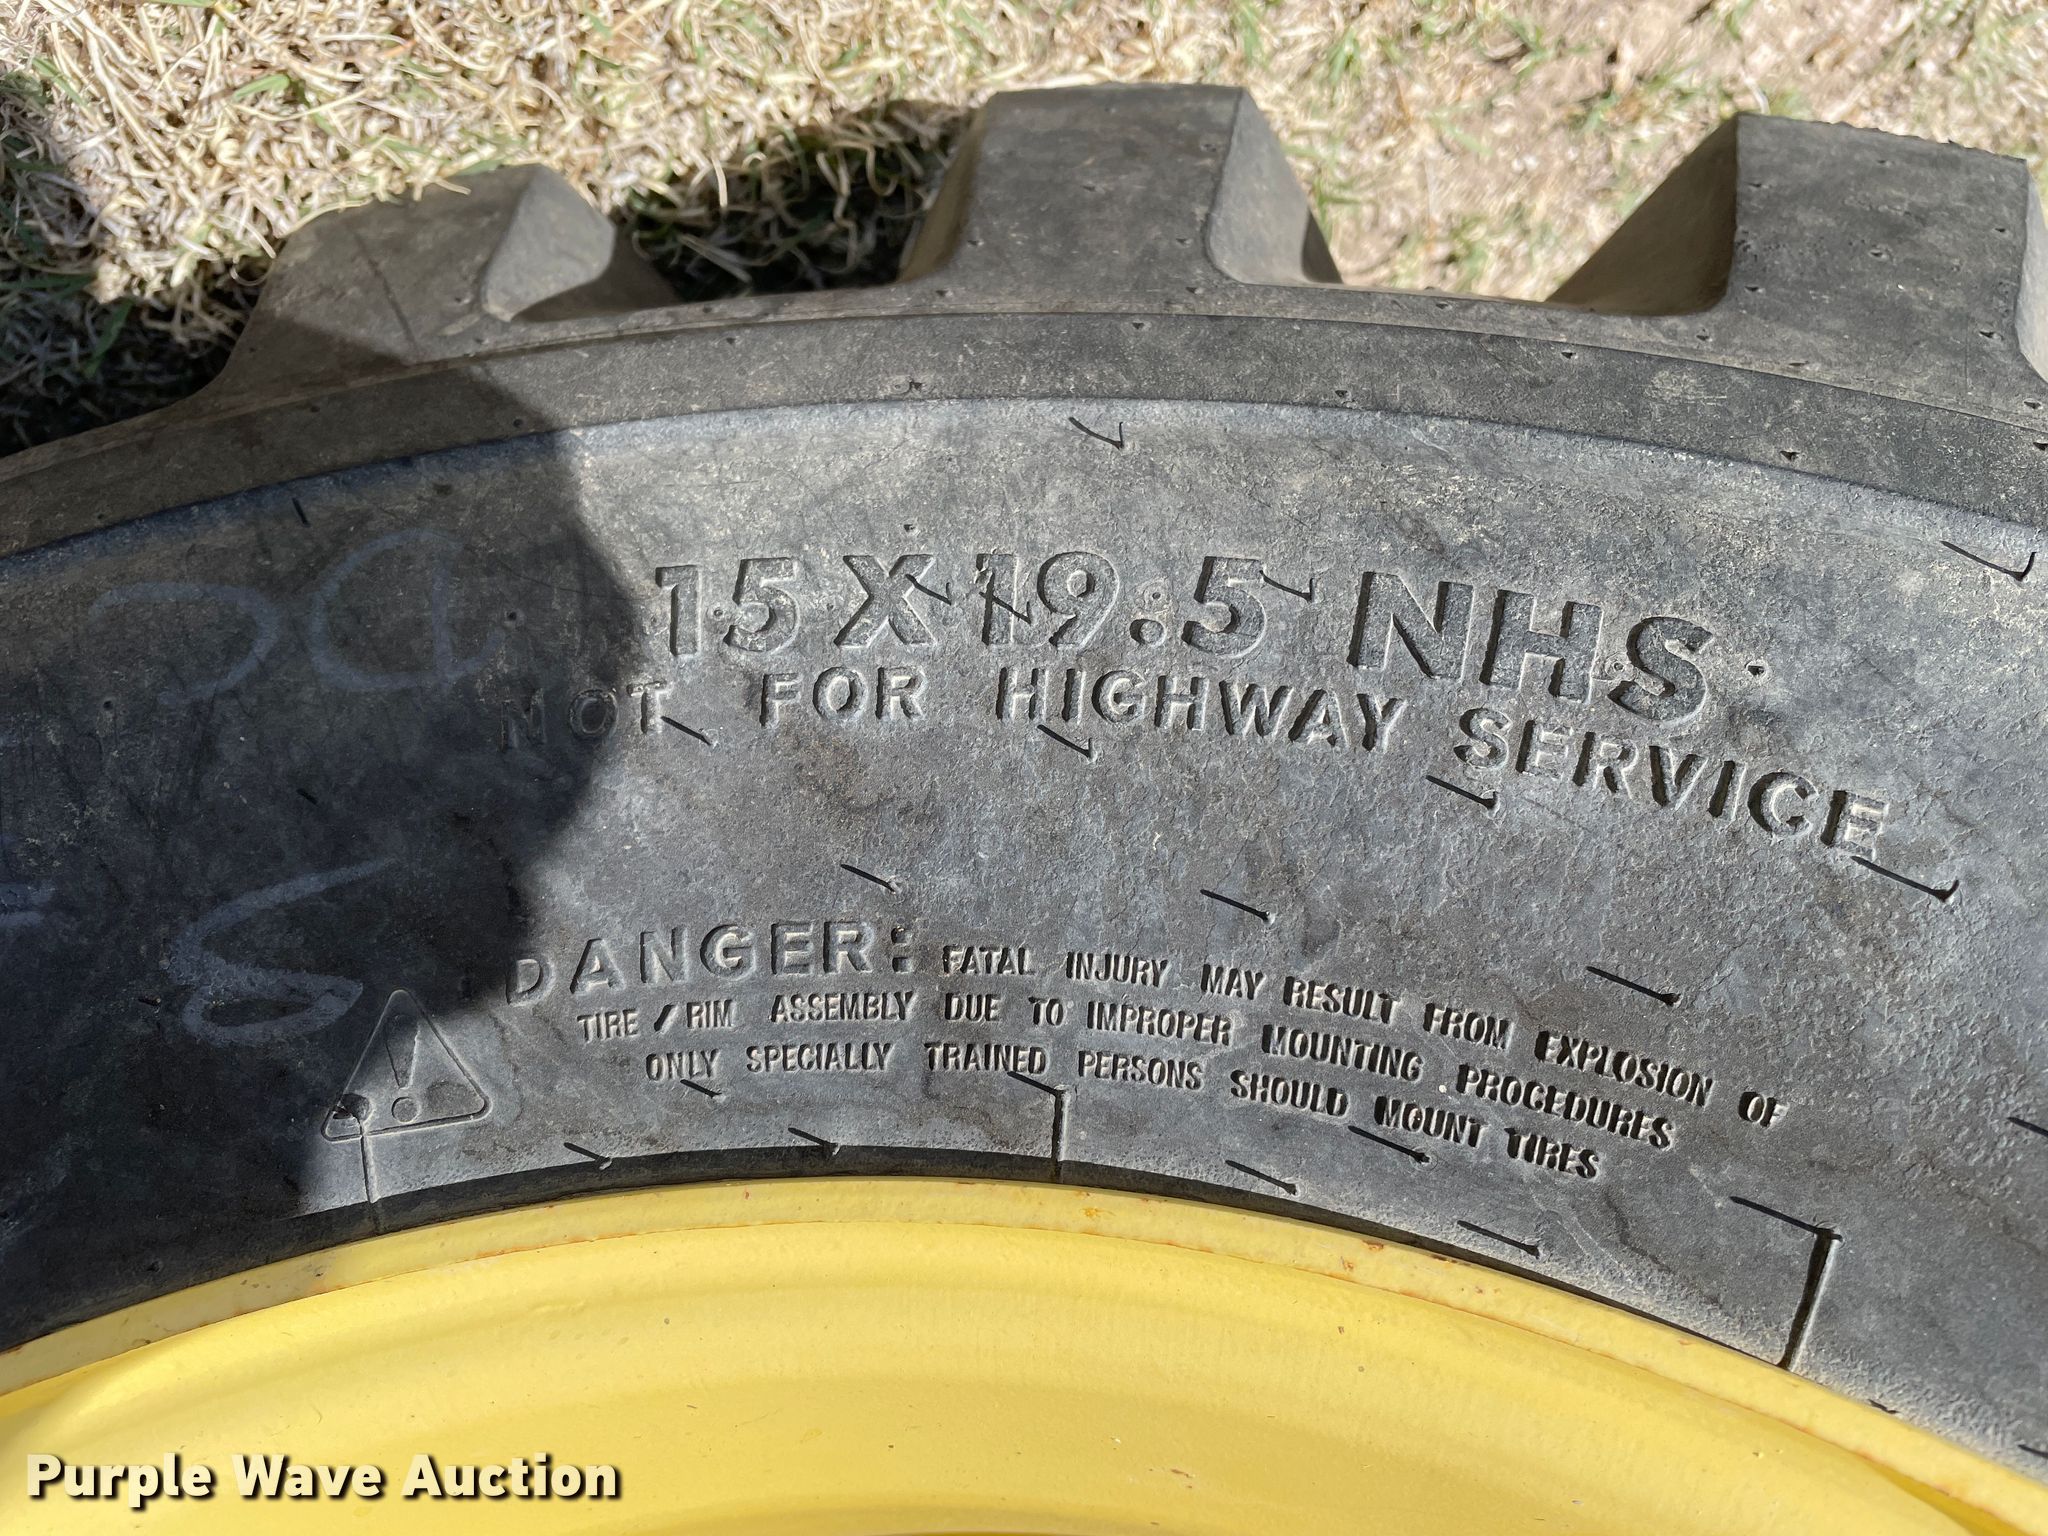 15 X 19.5 NHS
NOT FOR HIGHWAY SERVICE
DANGER: FATAL INJURY MAY RESULT FROM EXPLOSION OF
TIRE / RIM ASSEMBLY DUE TO IMPROPER MOUNTING PROCEDURES
ONLY SPECIALLY TRAINED PERSONS SHOULD MOUNT TIRES
Purple Wave Auction